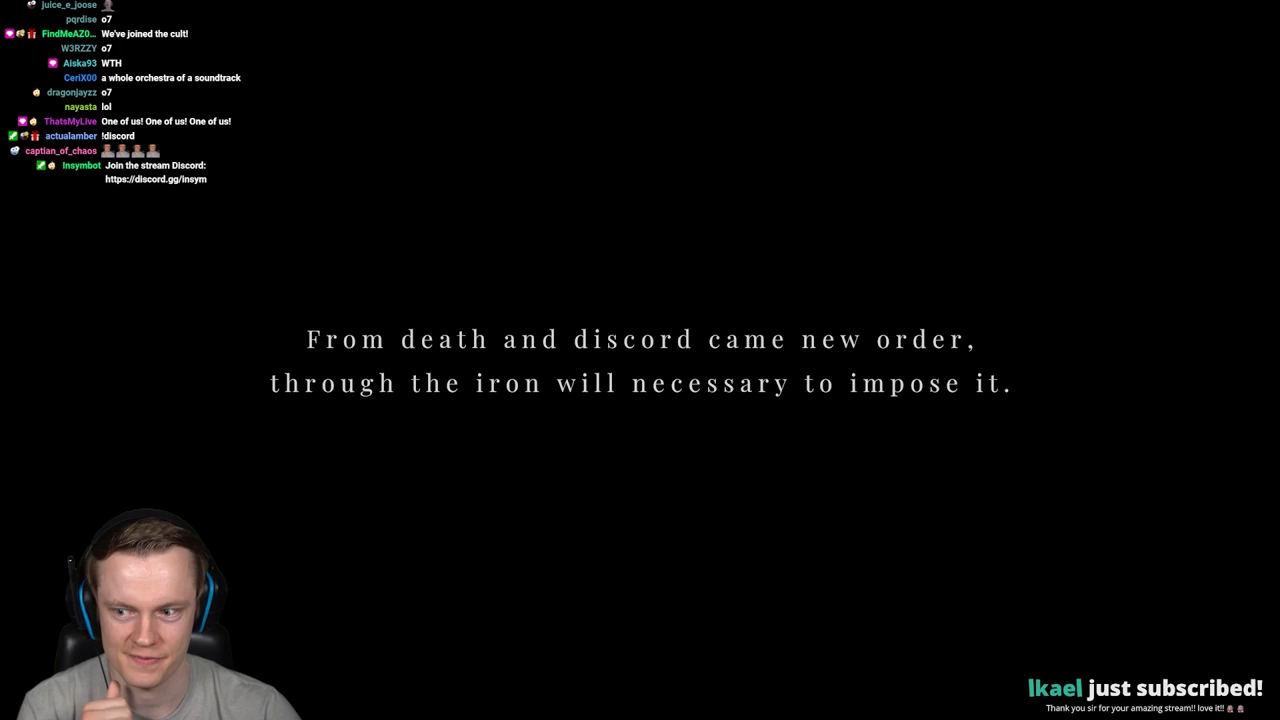 juice_e_joose
pqrdise o7
FindMeAZ0... We've joined the cult!
W3RZZY o7
Aiska93 WTH
CeriX00 a whole orchestra of a soundtrack
dragonjayzz o7
nayasta lol
ThatsMyLive One of us! One of us! One of us!
actualamber !discord
captian_of_chaos
Insymbot Join the stream Discord:
https://discord.gg/insym
From death and discord came new order,
through the iron will necessary to impose it.
lkael just subscribed!
Thank you sir for your amazing stream!! love it!!